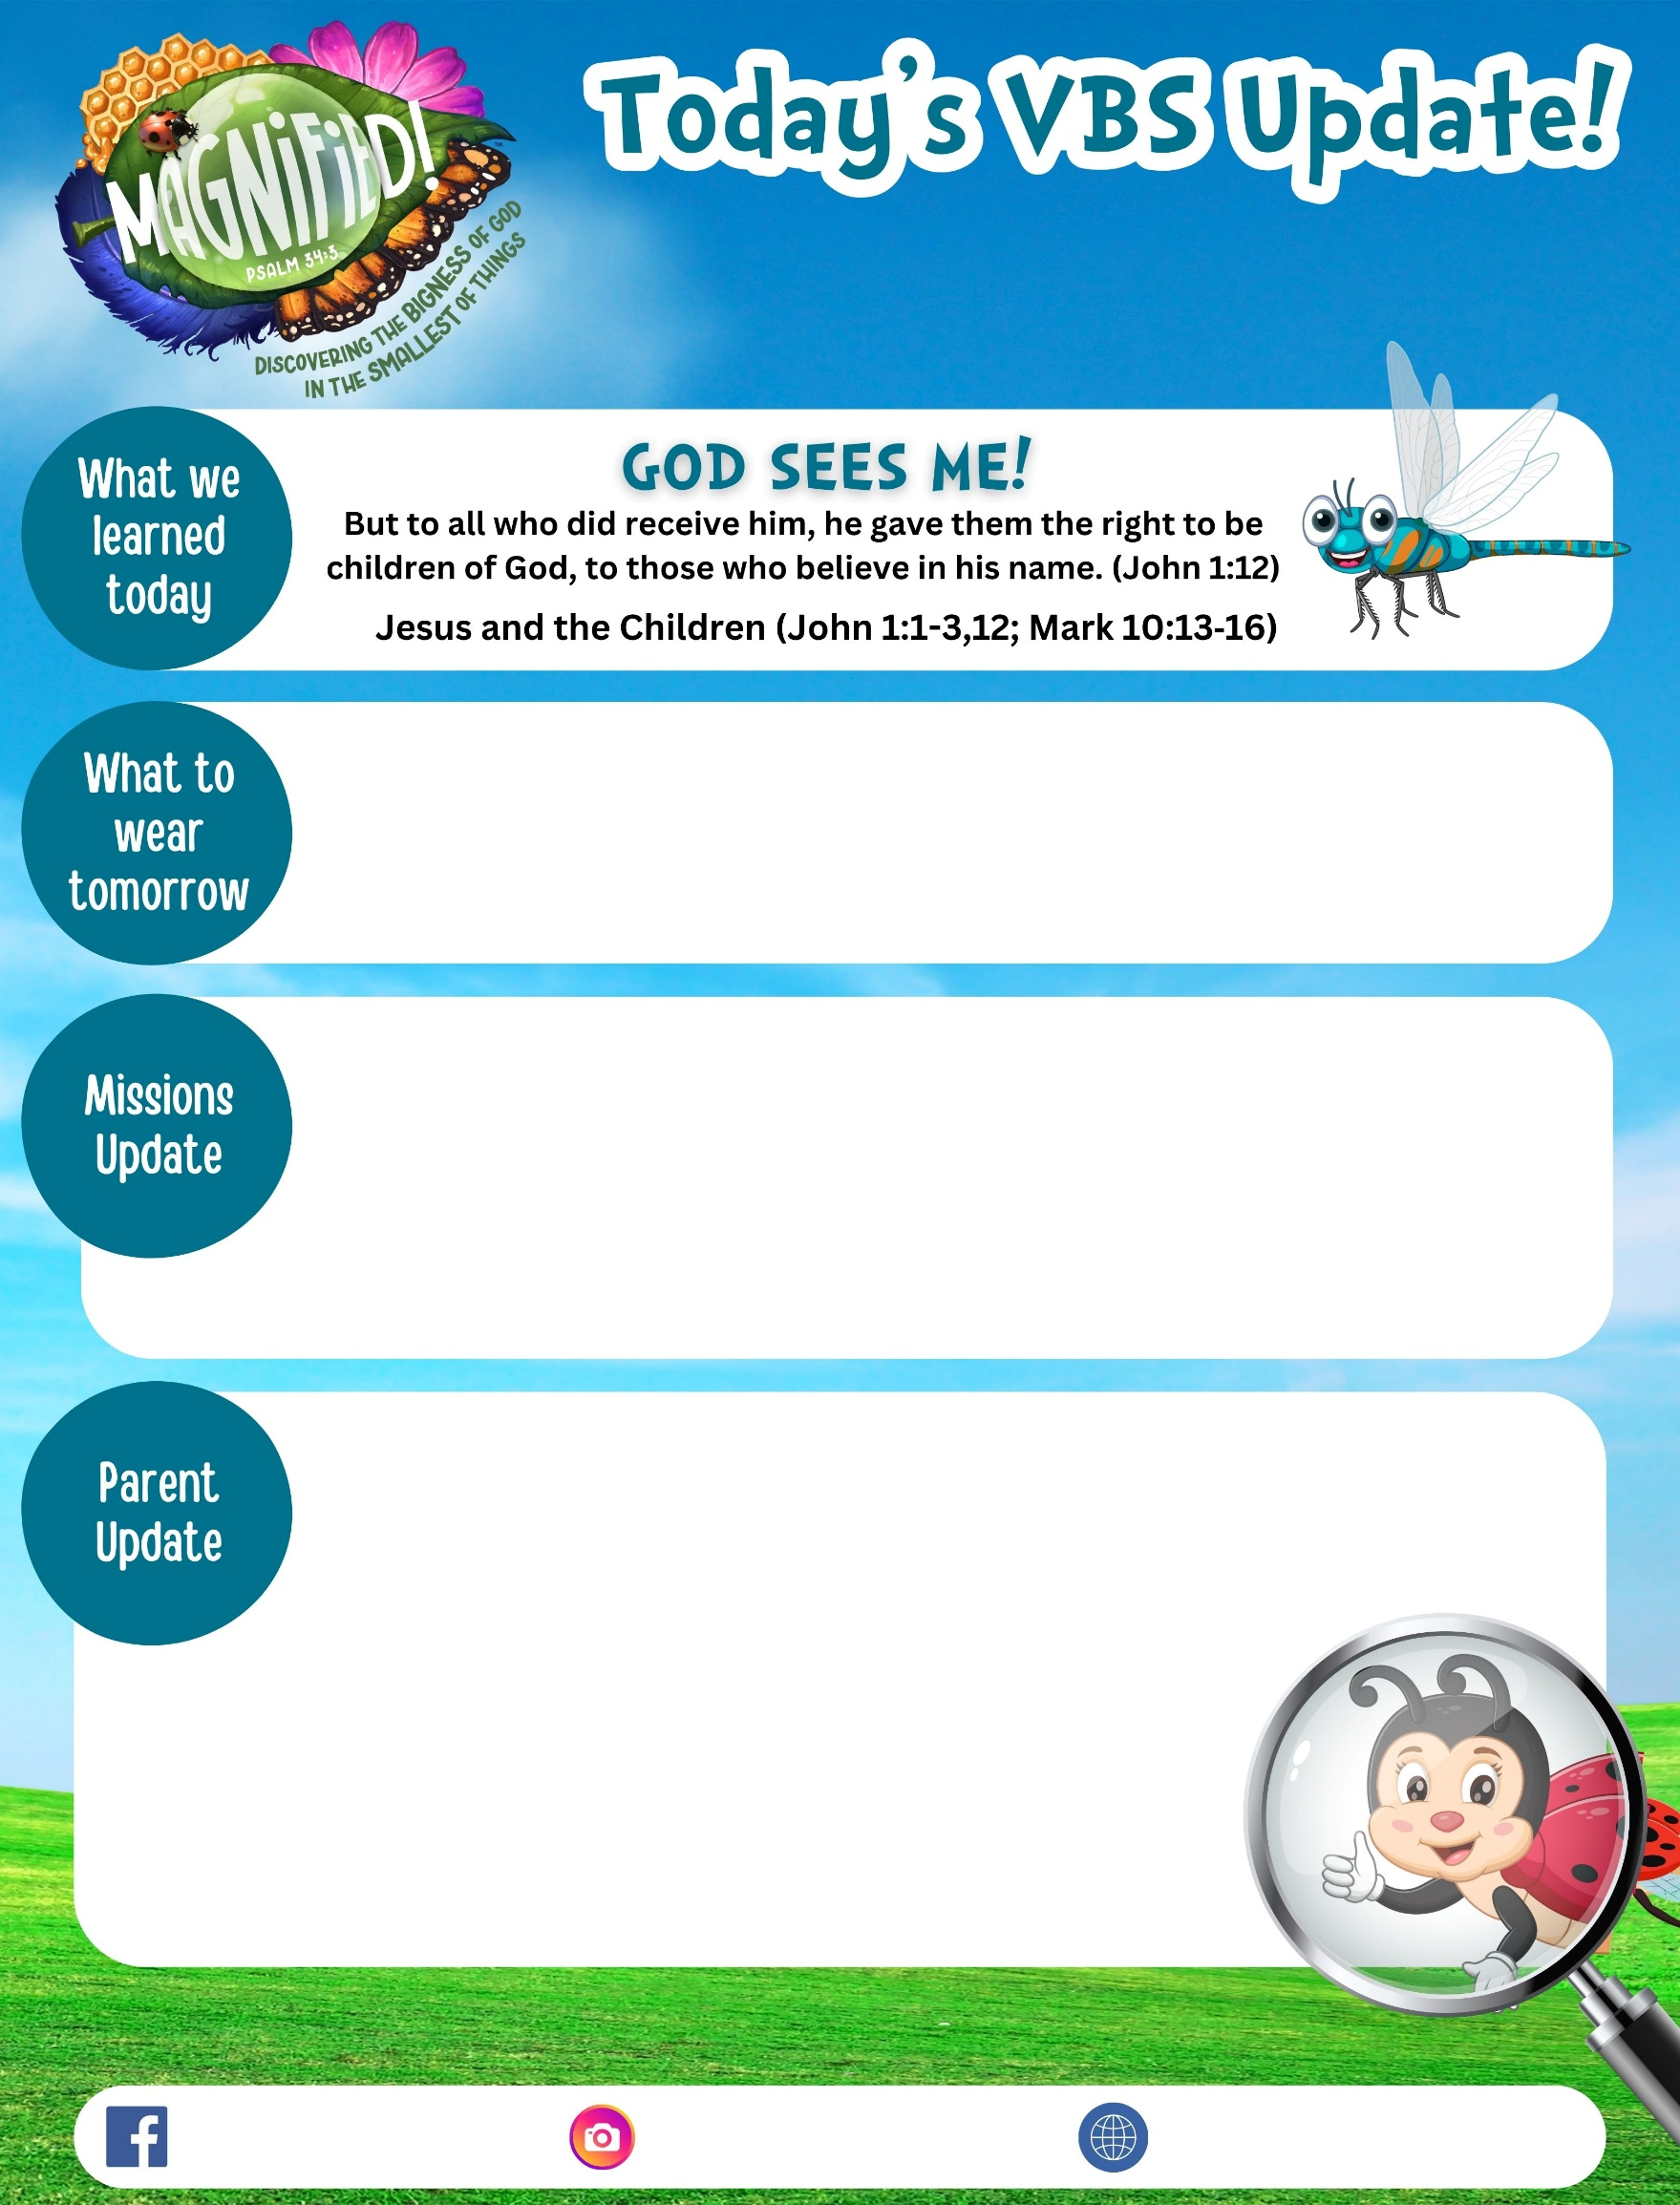 MAGNiFiED!
PSALM 34:3
DISCOVERING THE BIGNESS OF GOD
IN THE SMALLEST OF THINGS
™
Today's VBS Update!
What we
learned
today
GOD SEES ME!
But to all who did receive him, he gave them the right to be
children of God, to those who believe in his name. (John 1:12)
Jesus and the Children (John 1:1-3,12; Mark 10:13-16)
What to
wear
tomorrow
Missions
Update
Parent
Update